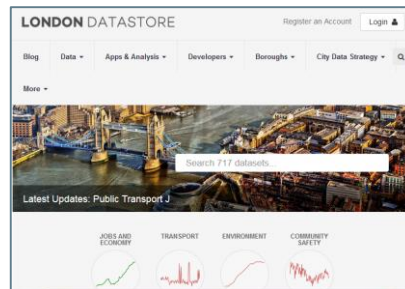 LONDON DATASTORE
Register an Account
Login
Blog
Data
Apps & Analysis
Developers
Boroughs
City Data Strategy
More
Search 717 datasets...
Latest Updates: Public Transport J
JOBS AND
ECONOMY
TRANSPORT
ENVIRONMENT
COMMUNITY
SAFETY